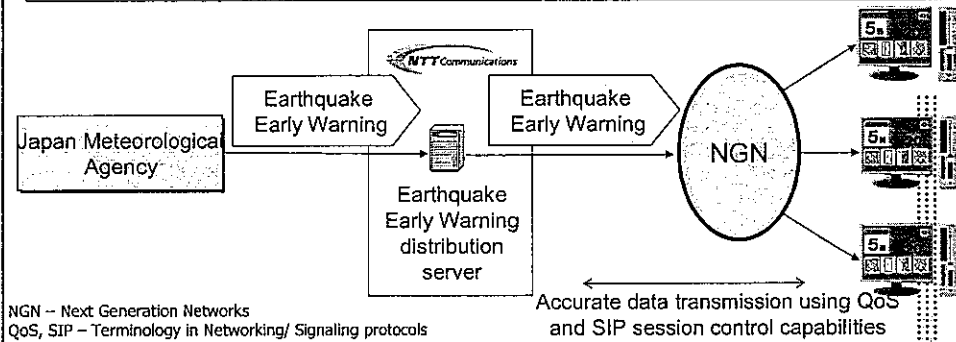 NTT Communications
Earthquake
Early Warning
Earthquake
Early Warning
Japan Meteorological
Agency
NGN
Earthquake
Early Warning
distribution
server
NGN – Next Generation Networks
QoS, SIP – Terminology in Networking/ Signaling protocols
Accurate data transmission using QoS
and SIP session control capabilities